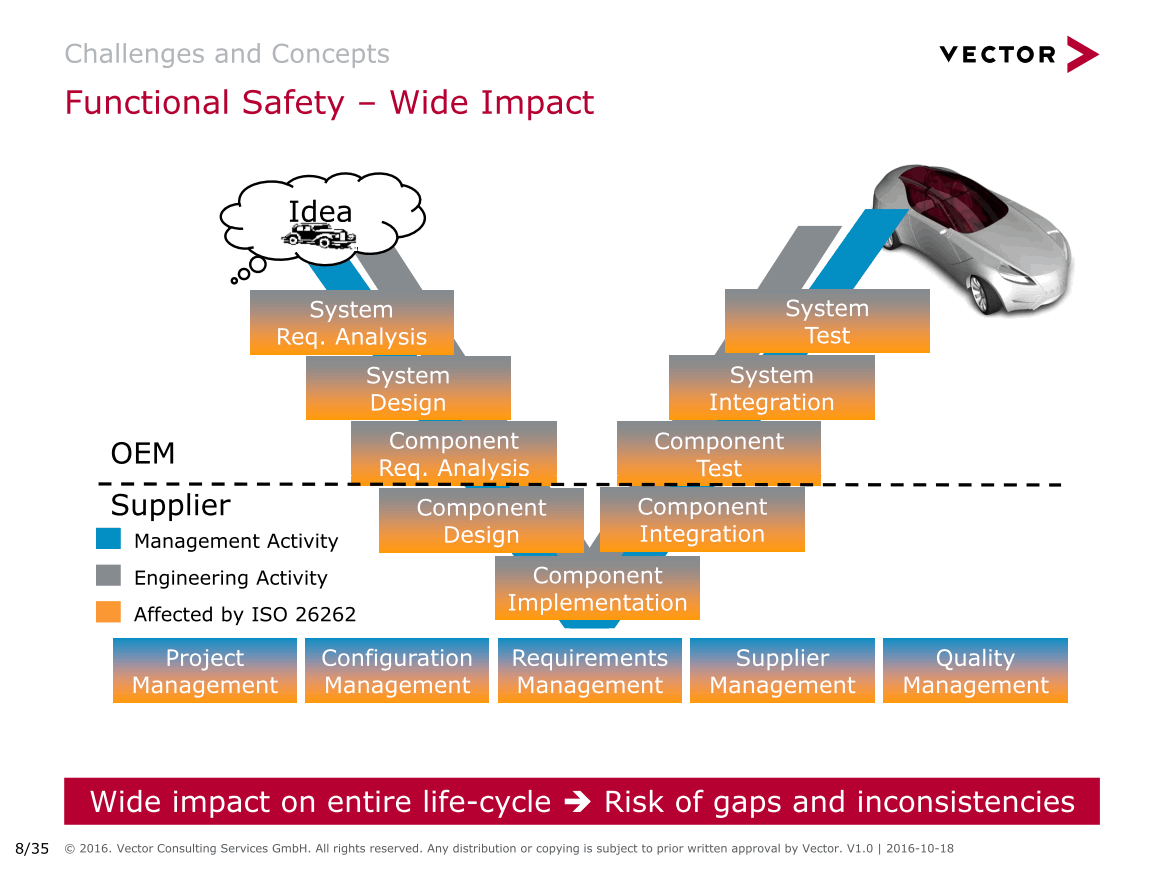 Challenges and Concepts
VECTOR
Functional Safety – Wide Impact
Idea
System
Req. Analysis
System
Test
System
Design
System
Integration
Component
Req. Analysis
Component
Test
OEM
Supplier
Component
Design
Component
Integration
Management Activity
Engineering Activity
Affected by ISO 26262
Component
Implementation
Project
Management
Configuration
Management
Requirements
Management
Supplier
Management
Quality
Management
Wide impact on entire life-cycle ➔ Risk of gaps and inconsistencies
8/35 © 2016. Vector Consulting Services GmbH. All rights reserved. Any distribution or copying is subject to prior written approval by Vector. V1.0 | 2016-10-18